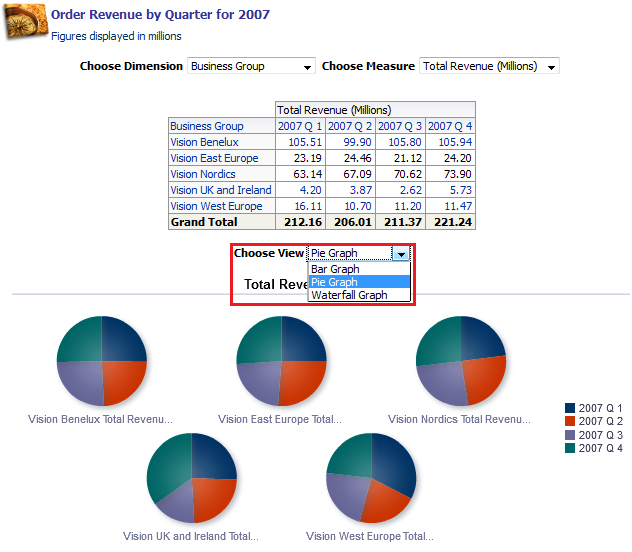 Order Revenue by Quarter for 2007
Figures displayed in millions
Choose Dimension Business Group Choose Measure Total Revenue (Millions)
Total Revenue (Millions)
Business Group 2007 Q 1 2007 Q 2 2007 Q 3 2007 Q 4
Vision Benelux 105.51 99.90 105.80 105.94
Vision East Europe 23.19 24.46 21.12 24.20
Vision Nordics 63.14 67.09 70.62 73.90
Vision UK and Ireland 4.20 3.87 2.62 5.73
Vision West Europe 16.11 10.70 11.20 11.47
Grand Total 212.16 206.01 211.37 221.24
Choose View Pie Graph
Bar Graph
Pie Graph
Total Reve
Waterfall Graph
Vision Benelux Total Revenu... Vision East Europe Total... Vision Nordics Total Revenu...
2007 Q 1
2007 Q 2
2007 Q 3
2007 Q 4
Vision UK and Ireland Total... Vision West Europe Total...